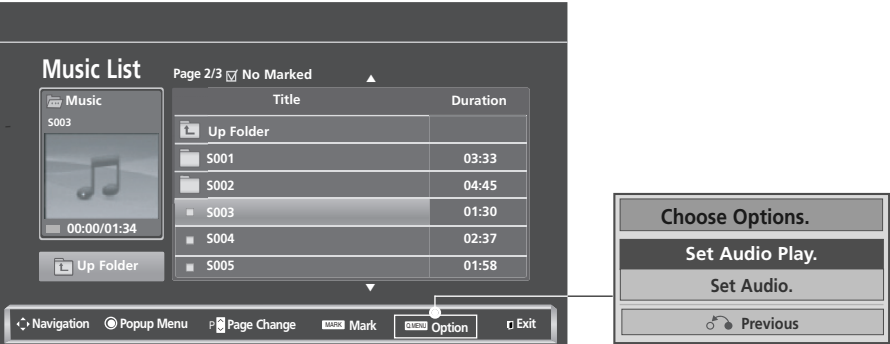 Music List
Page 2/3 No Marked
Music
S003
00:00/01:34
Up Folder
Title Duration
Up Folder
S001 03:33
S002 04:45
S003 01:30
S004 02:37
S005 01:58
Navigation Popup Menu P Page Change MARK Mark Q.MENU Option Exit
Choose Options.
Set Audio Play.
Set Audio.
Previous